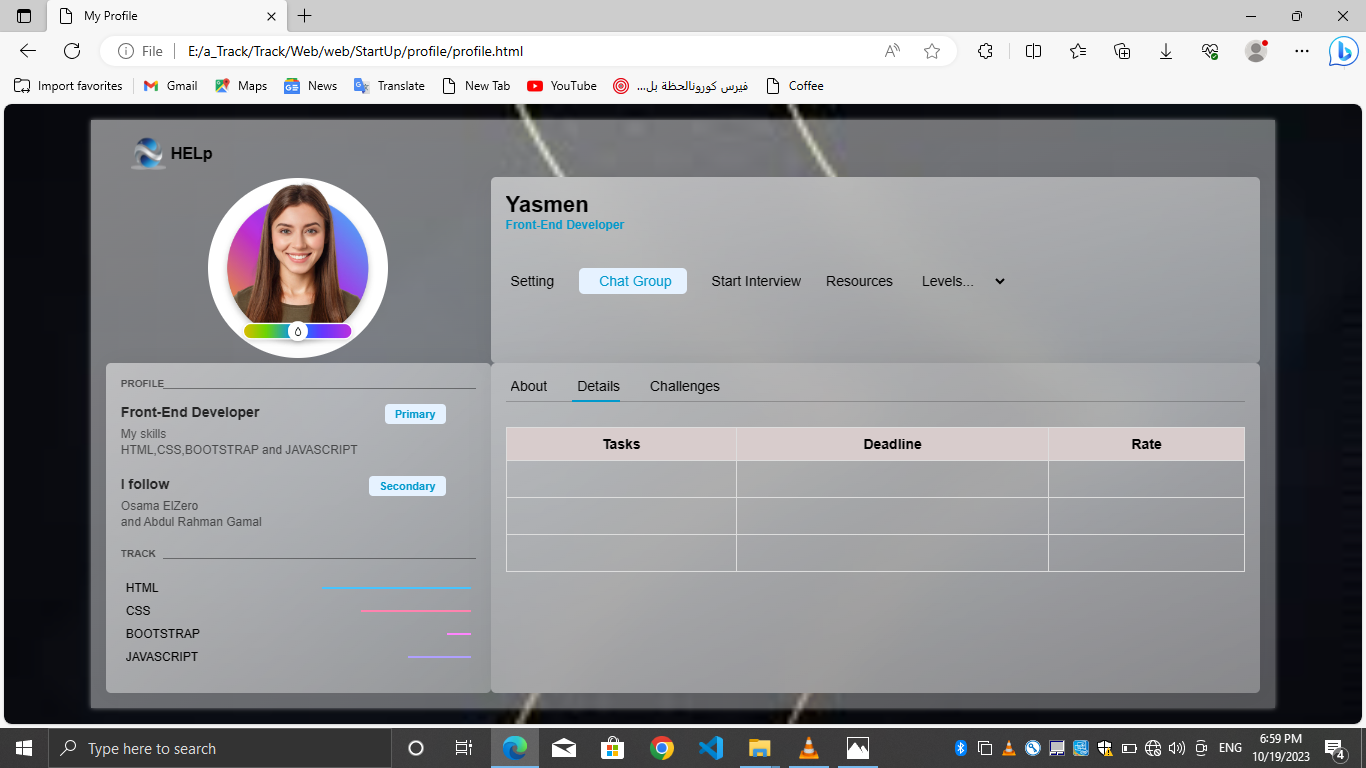 My Profile
File
E:/a_Track/Track/Web/web/StartUp/profile/profile.html
Import favorites
Gmail
Maps
News
Translate
New Tab
YouTube
فيرس كورونالحظة بل...
Coffee
HELp
Yasmen
Front-End Developer
Setting
Chat Group
Start Interview
Resources
Levels...
PROFILE
Front-End Developer
Primary
My skills
HTML,CSS,BOOTSTRAP and JAVASCRIPT
I follow
Secondary
Osama ElZero
and Abdul Rahman Gamal
TRACK
HTML
CSS
BOOTSTRAP
JAVASCRIPT
About
Details
Challenges
Tasks
Deadline
Rate
Type here to search
ENG
6:59 PM
10/19/2023
4